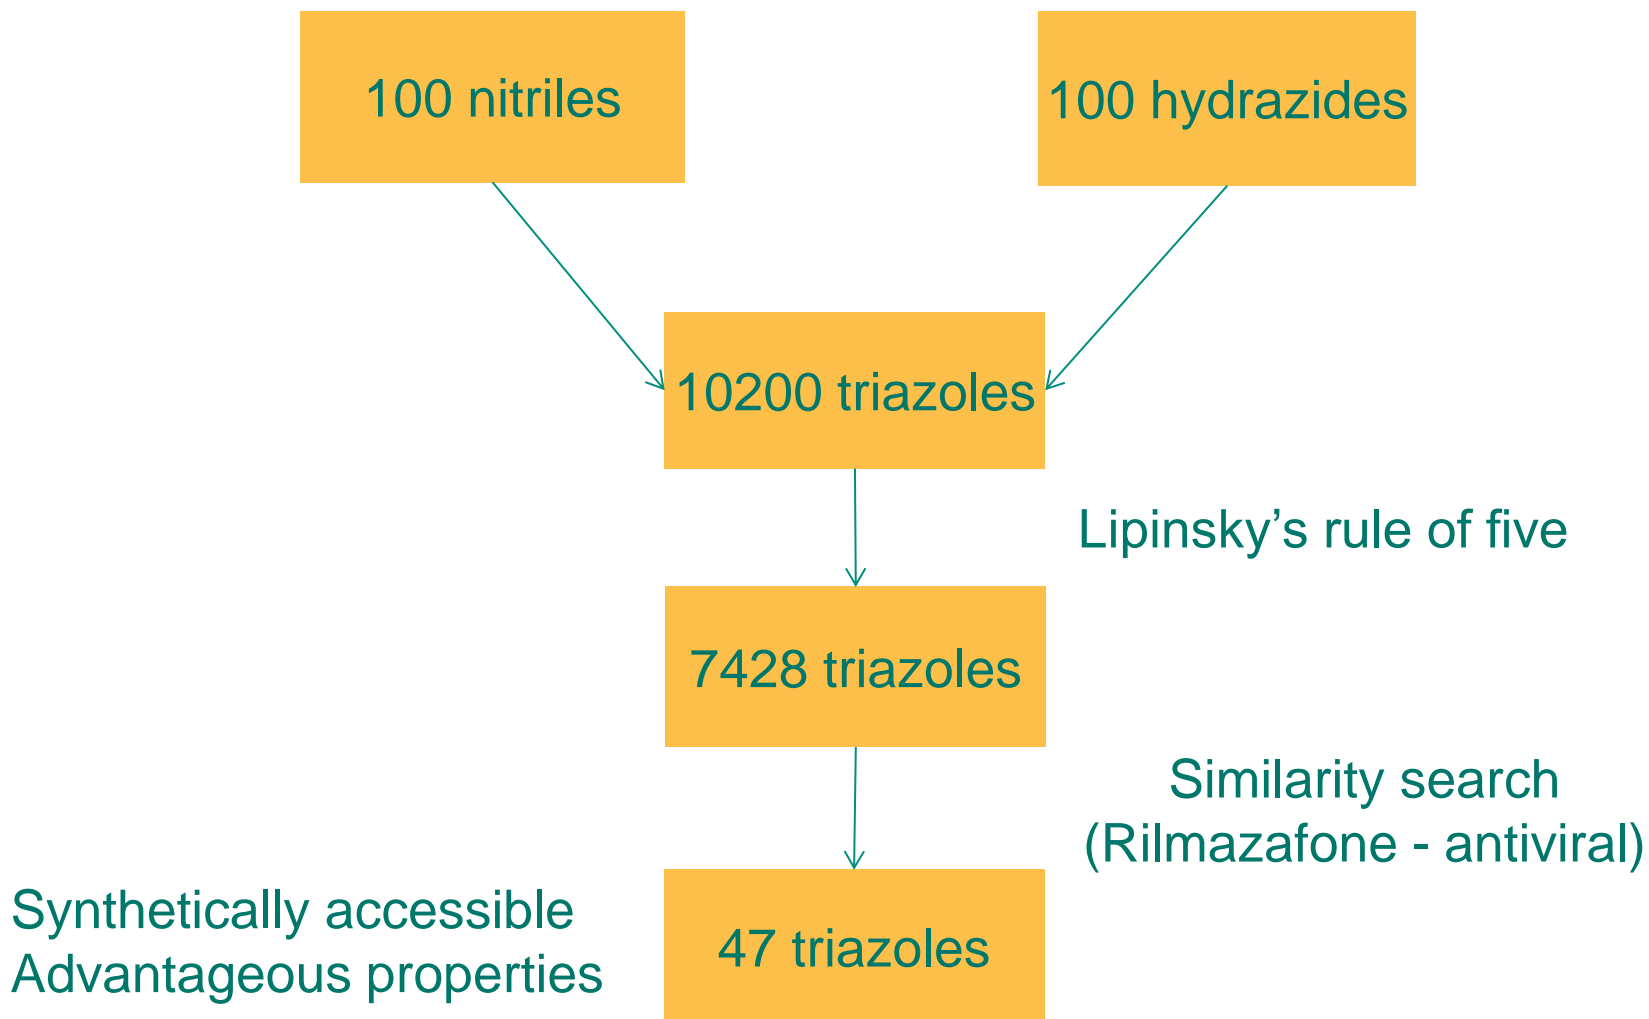 100 nitriles
100 hydrazides
10200 triazoles
Lipinsky’s rule of five
7428 triazoles
Similarity search
(Rilmazafone - antiviral)
Synthetically accessible
Advantageous properties
47 triazoles